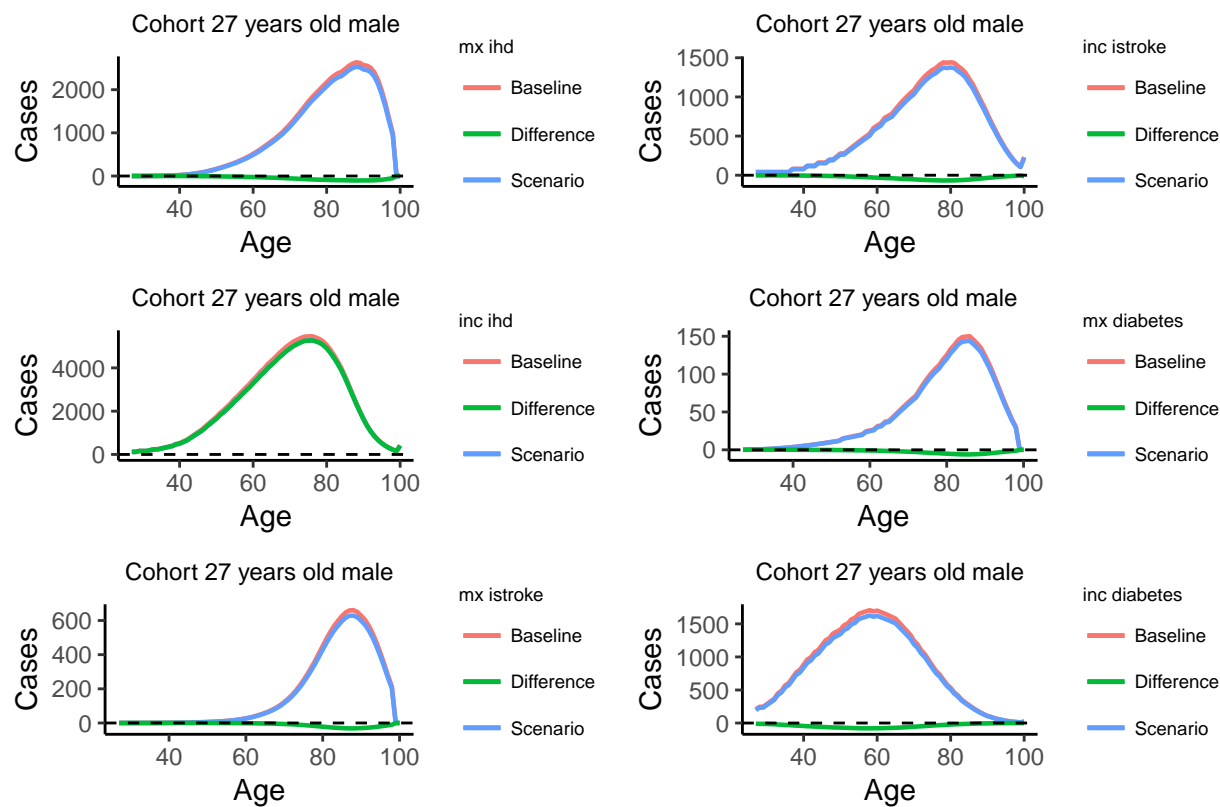 Cohort 27 years old male
mx ihd
Cases
2000
1000
0
40 60 80 100
Age
Baseline
Difference
Scenario
Cohort 27 years old male
inc istroke
Cases
1500
1000
500
0
40 60 80 100
Age
Baseline
Difference
Scenario
Cohort 27 years old male
inc ihd
Cases
4000
2000
0
40 60 80 100
Age
Baseline
Difference
Scenario
Cohort 27 years old male
mx diabetes
Cases
150
100
50
0
40 60 80 100
Age
Baseline
Difference
Scenario
Cohort 27 years old male
mx istroke
Cases
600
400
200
0
40 60 80 100
Age
Baseline
Difference
Scenario
Cohort 27 years old male
inc diabetes
Cases
1500
1000
500
0
40 60 80 100
Age
Baseline
Difference
Scenario